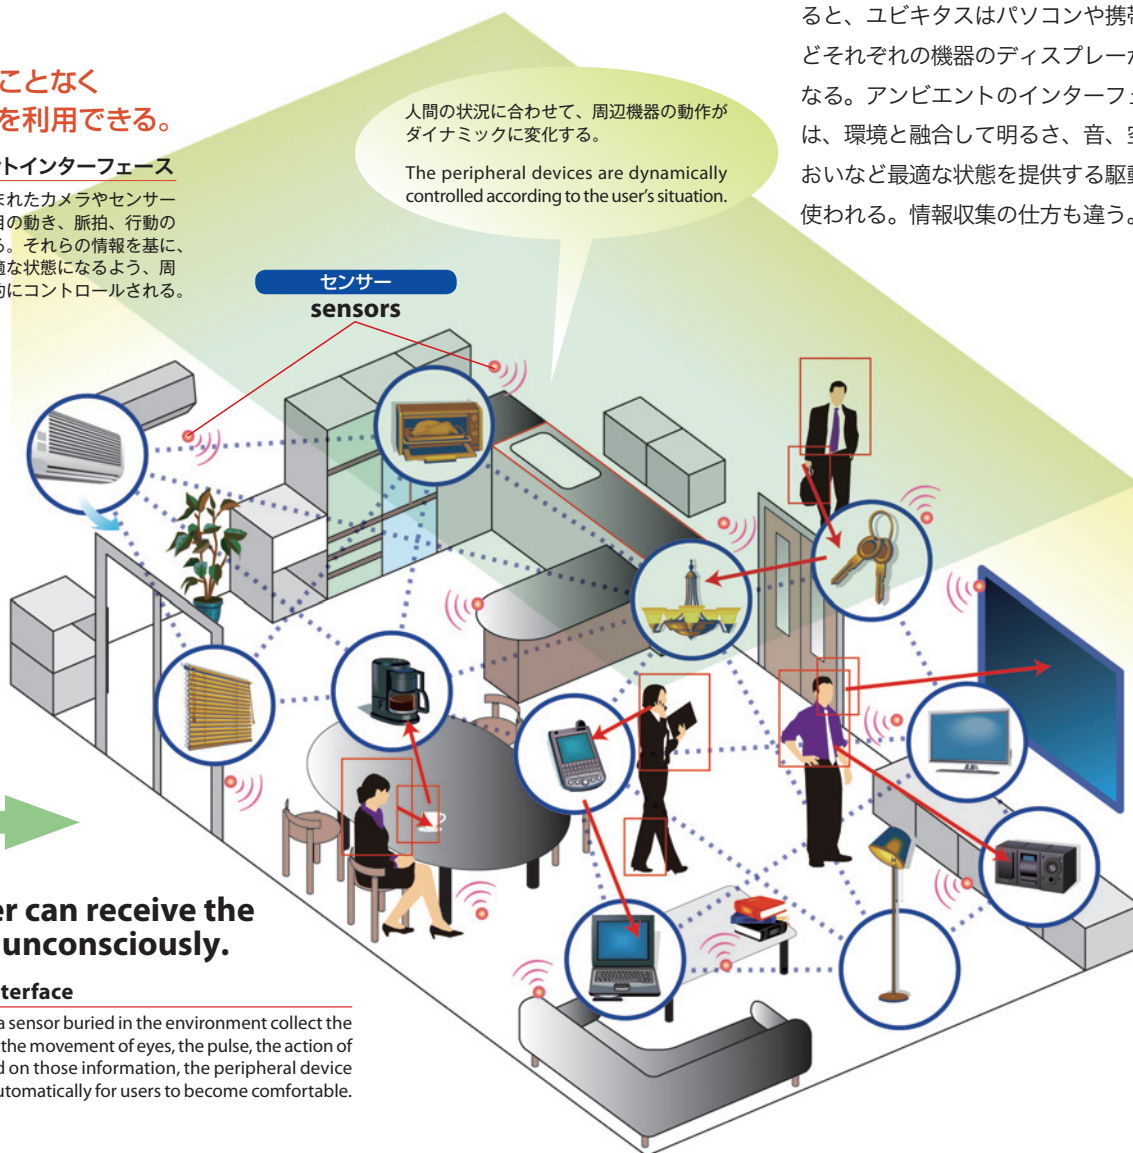 ことなく
を利用できる。
トインターフェース
まれたカメラやセンサー
目の動き、脈拍、行動の
る。それらの情報を基に、
適な状態になるよう、周
的にコントロールされる。
人間の状況に合わせて、周辺機器の動作が
ダイナミックに変化する。
The peripheral devices are dynamically
controlled according to the user's situation.
ると、ユビキタスはパソコンや携帯
どそれぞれの機器のディスプレーが
なる。アンビエントのインターフェ
は、環境と融合して明るさ、音、空
おいなど最適な状態を提供する駆動
使われる。情報収集の仕方も違う。
センサー
sensors
er can receive the
unconsciously.
nterface
a sensor buried in the environment collect the
the movement of eyes, the pulse, the action of
d on those information, the peripheral device
utomatically for users to become comfortable.